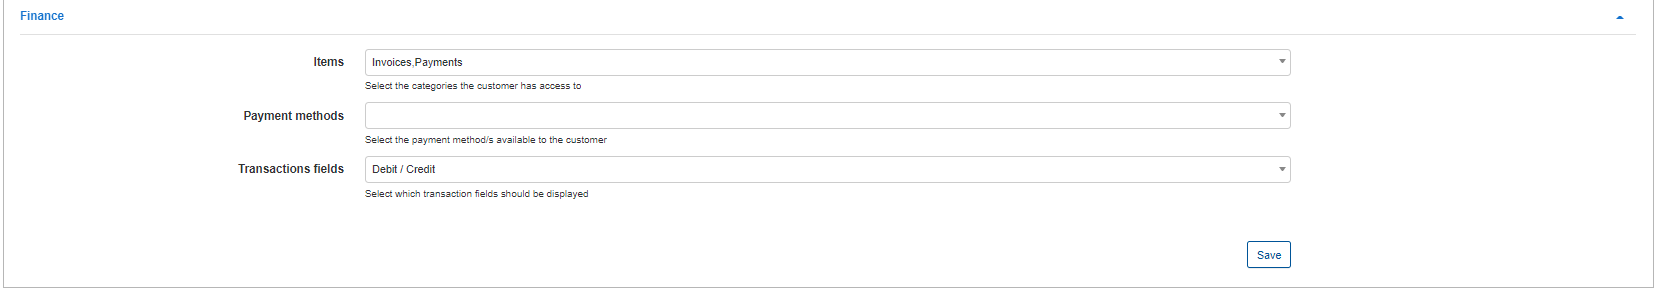 Finance
Items
Invoices,Payments
Select the categories the customer has access to
Payment methods
Select the payment method/s available to the customer
Transactions fields
Debit / Credit
Select which transaction fields should be displayed
Save